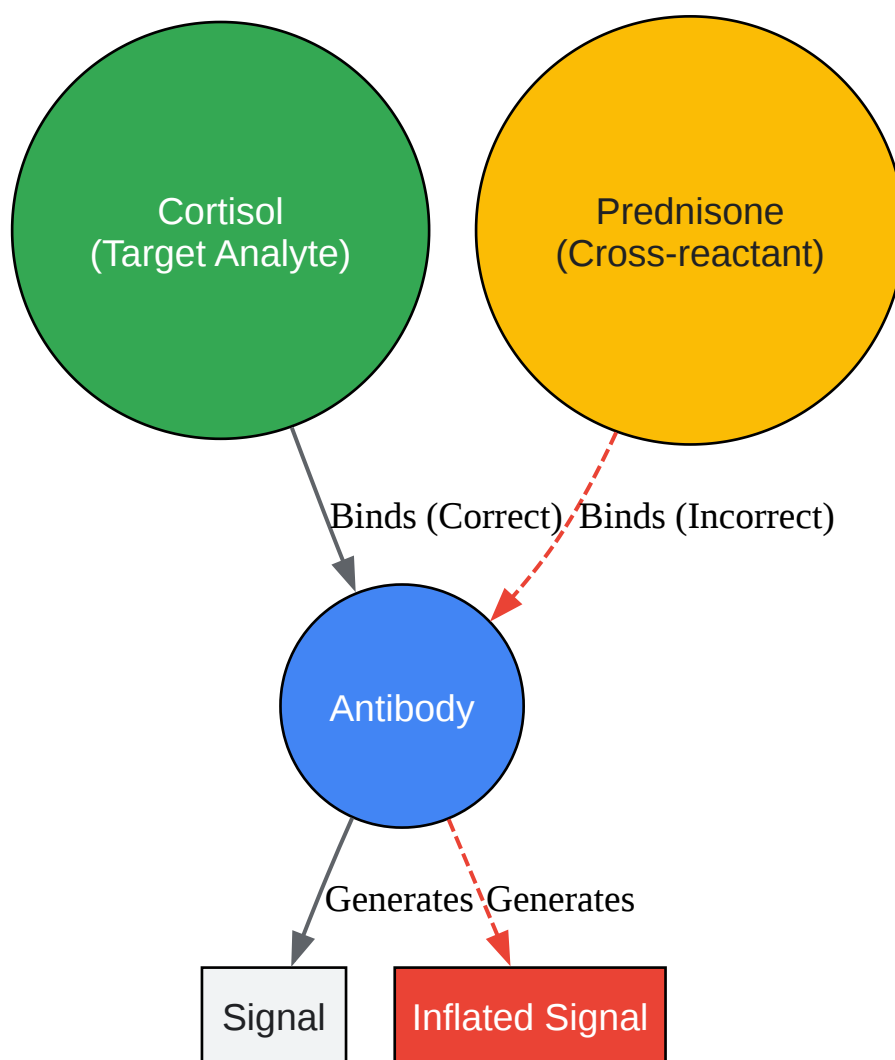 Cortisol
(Target Analyte)
Prednisone
(Cross-reactant)
Binds (Correct)
Binds (Incorrect)
Antibody
Generates
Generates
Signal
Inflated Signal